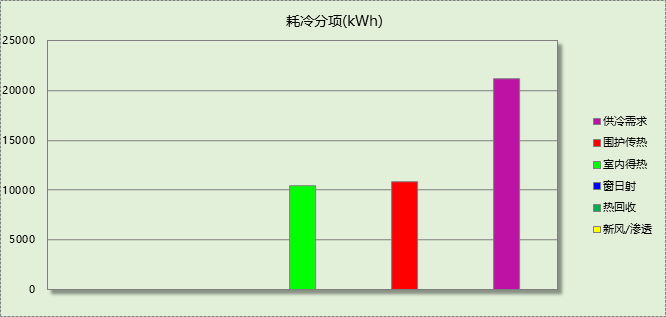 耗冷分项(kWh)
25000
20000
15000
10000
5000
0
供冷需求
围护传热
室内得热
窗日射
热回收
新风/渗透